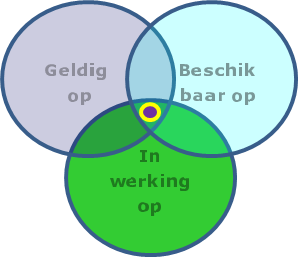 Geldig
op
Beschik
baar op
In
werking
op